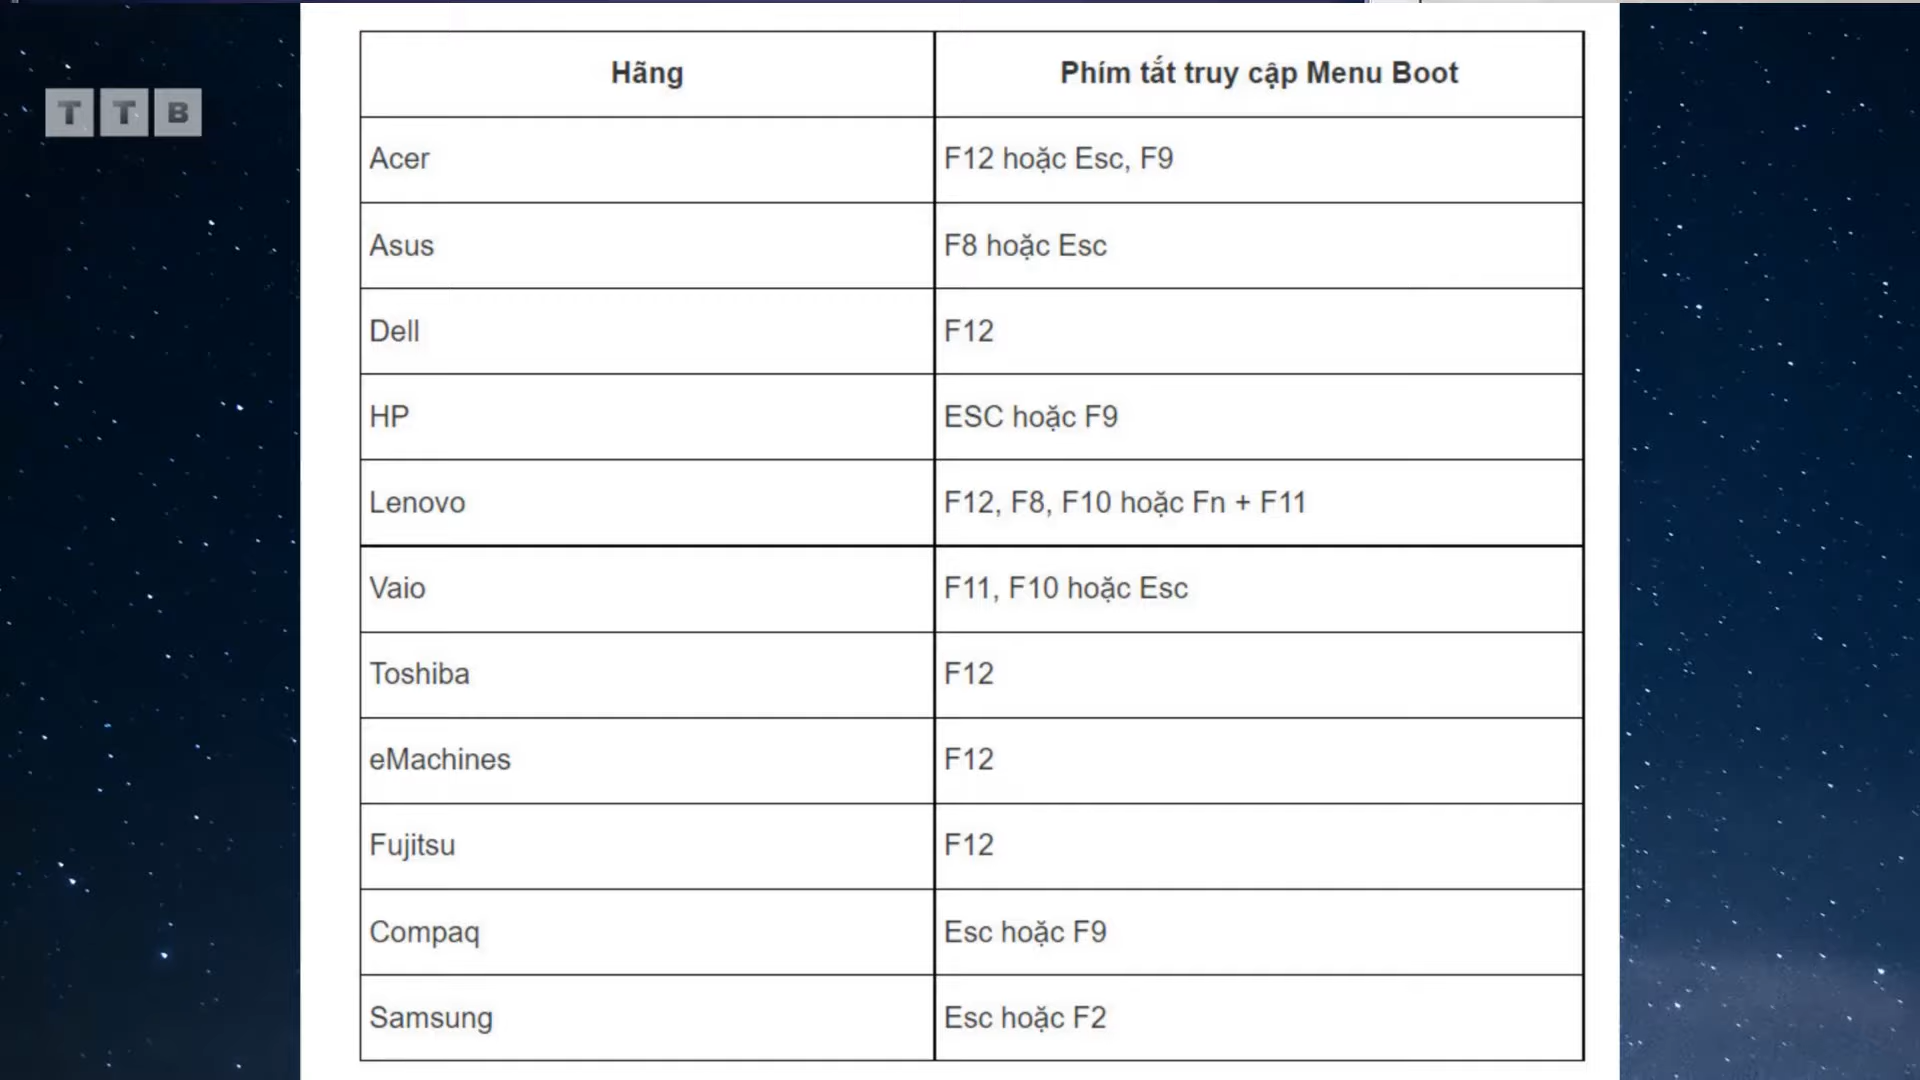 T T B
Hãng Phím tắt truy cập Menu Boot
Acer F12 hoặc Esc, F9
Asus F8 hoặc Esc
Dell F12
HP ESC hoặc F9
Lenovo F12, F8, F10 hoặc Fn + F11
Vaio F11, F10 hoặc Esc
Toshiba F12
eMachines F12
Fujitsu F12
Compaq Esc hoặc F9
Samsung Esc hoặc F2